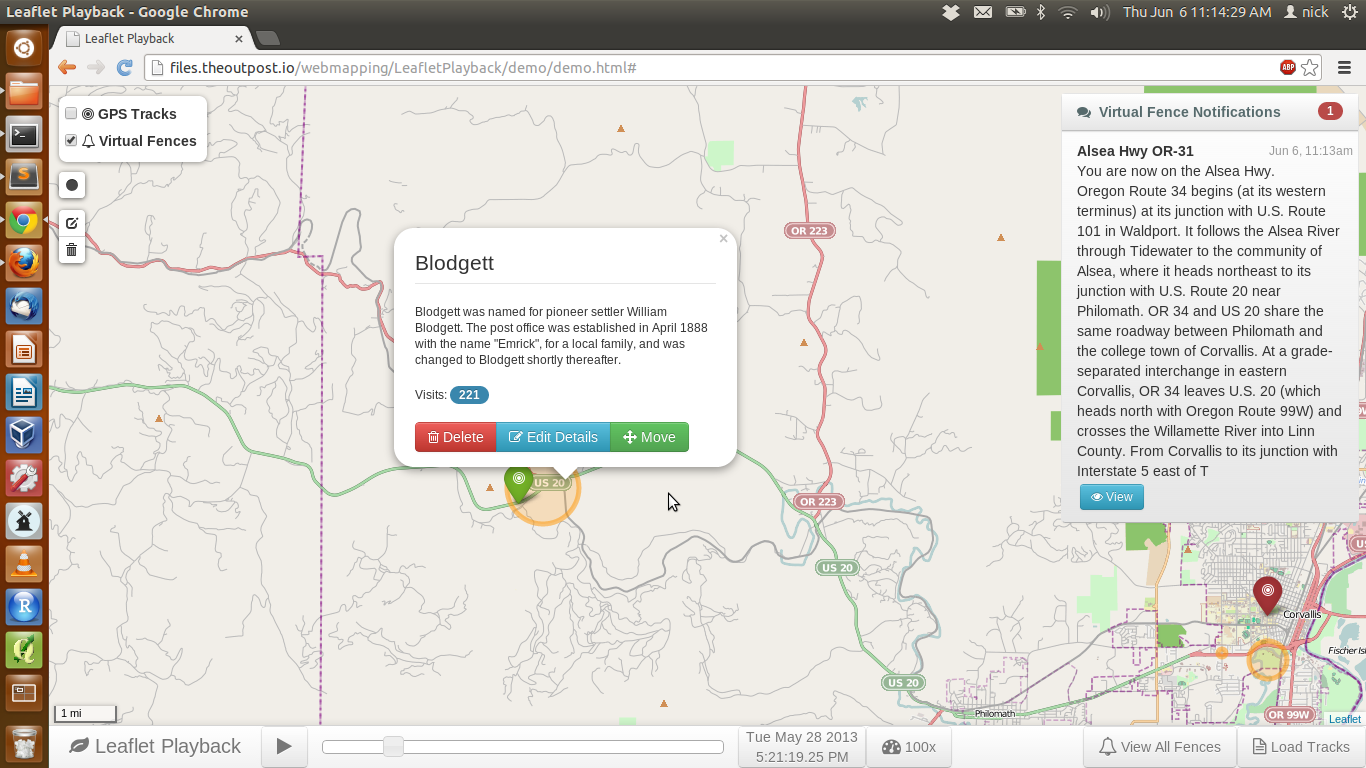 Leaflet Playback - Google Chrome
Thu Jun 6 11:14:29 AM nick
Leaflet Playback
files.theoutpost.io/webmapping/LeafletPlayback/demo/demo.html#
ABP
GPS Tracks
Virtual Fences
Virtual Fence Notifications 1
Alsea Hwy OR-31 Jun 6, 11:13am
You are now on the Alsea Hwy.
Oregon Route 34 begins (at its western
terminus) at its junction with U.S. Route
101 in Waldport. It follows the Alsea River
through Tidewater to the community of
Alsea, where it heads northeast to its
junction with U.S. Route 20 near
Philomath. OR 34 and US 20 share the
same roadway between Philomath and
the college town of Corvallis. At a grade-
separated interchange in eastern
Corvallis, OR 34 leaves U.S. 20 (which
heads north with Oregon Route 99W) and
crosses the Willamette River into Linn
County. From Corvallis to its junction with
Interstate 5 east of T
View
OR 223
Blodgett
Blodgett was named for pioneer settler William
Blodgett. The post office was established in April 1888
with the name "Emrick", for a local family, and was
changed to Blodgett shortly thereafter.
Visits: 221
Delete Edit Details Move
US 20
OR 223
US 20
US 20
Corvallis
Philomath
OR 99W
1 mi
Leaflet
Leaflet Playback
Tue May 28 2013
5:21:19.25 PM
100x
View All Fences
Load Tracks